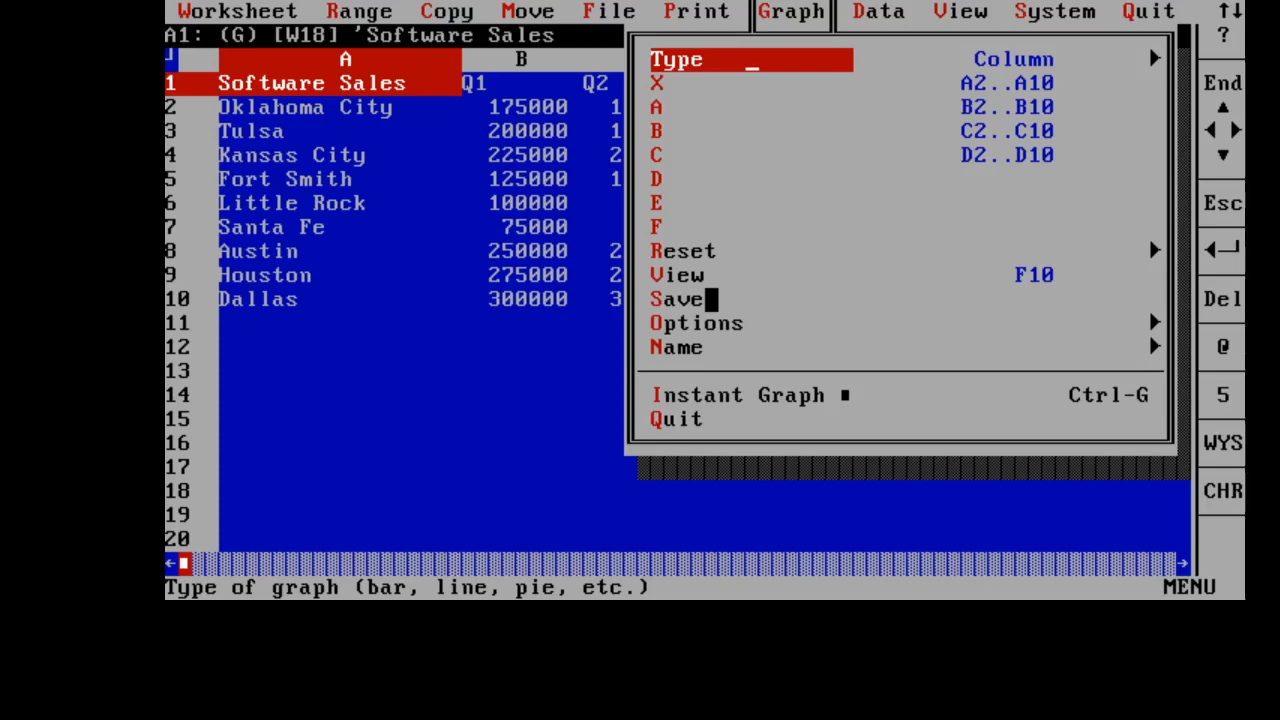 Worksheet Range Copy Move File Print Graph Data View System Quit ↑↓
A1: (G) [W18] 'Software Sales ?
A B
1 Software Sales Q1 Q2
2 Oklahoma City 175000 1
3 Tulsa 200000 1
4 Kansas City 225000 2
5 Fort Smith 125000 1
6 Little Rock 100000
7 Santa Fe 75000
8 Austin 250000 2
9 Houston 275000 2
10 Dallas 300000 3
11
12
13
14
15
16
17
18
19
20
Type Column ►
X A2..A10
A B2..B10
B C2..C10
C D2..D10
D
E
F
Reset ►
View F10
Save
Options ►
Name ►
Instant Graph ■ Ctrl-G
Quit
End
▲
◄ ►
▼
Esc
◄─┘
Del
@
5
WYS
CHR
← →
Type of graph (bar, line, pie, etc.) MENU